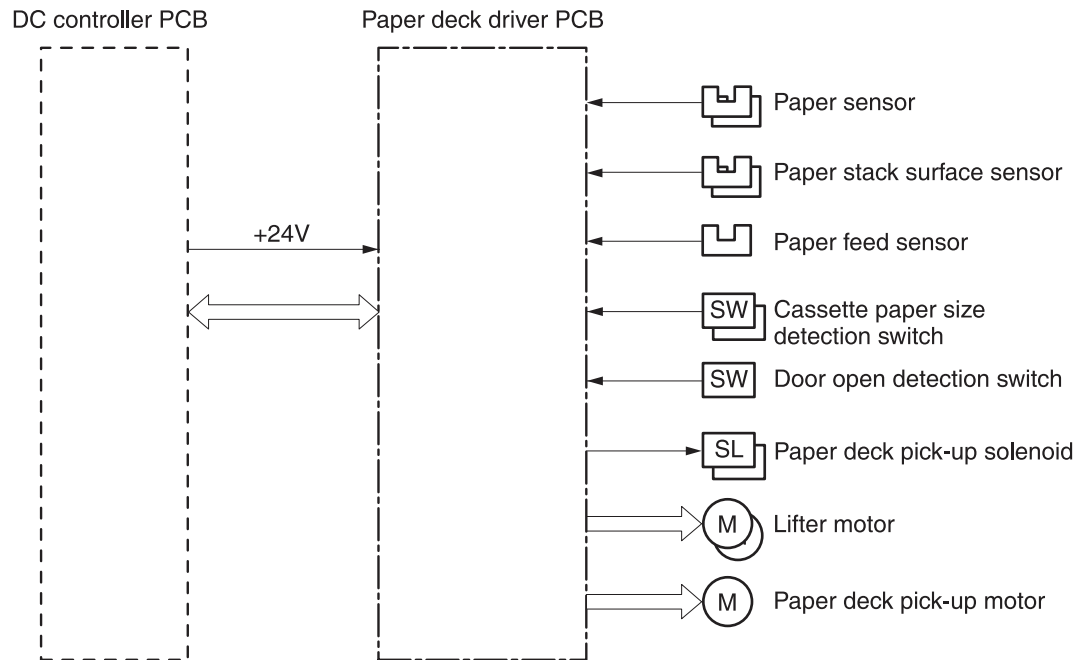 DC controller PCB
Paper deck driver PCB
Paper sensor
Paper stack surface sensor
+24V
Paper feed sensor
SW
Cassette paper size
detection switch
SW
Door open detection switch
SL
Paper deck pick-up solenoid
M
Lifter motor
M
Paper deck pick-up motor